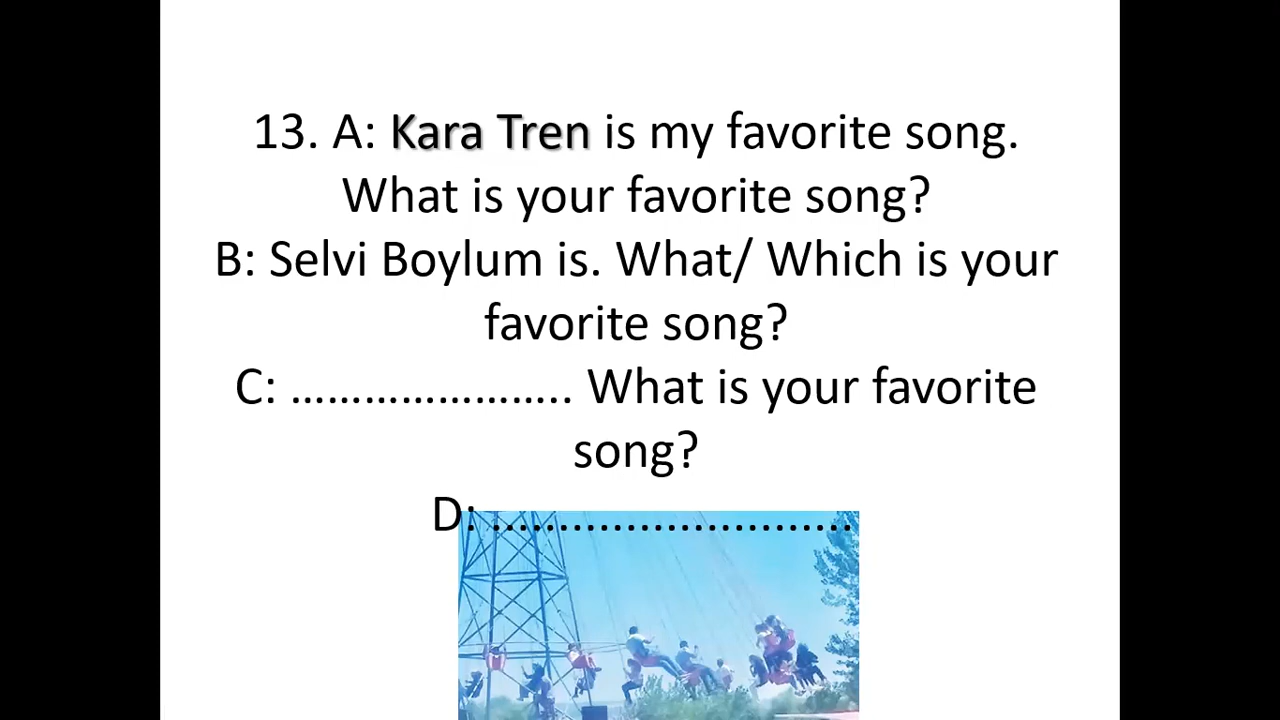 13. A: Kara Tren is my favorite song.
What is your favorite song?
B: Selvi Boylum is. What/ Which is your
favorite song?
C: ………………….. What is your favorite
song?
D: ………………………..